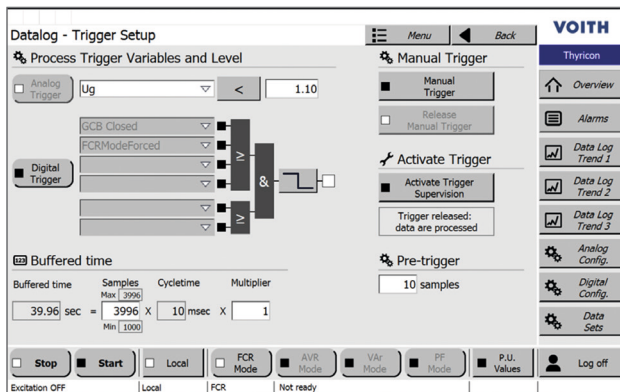 Datalog - Trigger Setup
Menu
Back
VOITH
Thyricon
Process Trigger Variables and Level
Analog
Trigger
Ug
<
1.10
GCB Closed
FCRModeForced
Digital
Trigger
≥
&
≥
Manual Trigger
Manual
Trigger
Release
Manual Trigger
Activate Trigger
Activate Trigger
Supervision
Trigger released:
data are processed
123 Buffered time
Buffered time
Samples
Cycletime
Multiplier
Max 3996
39.96 sec = 3996 X 10 msec X 1
Min 1000
Pre-trigger
10 samples
Overview
Alarms
Data Log
Trend 1
Data Log
Trend 2
Data Log
Trend 3
Analog
Config.
Digital
Config.
Data
Sets
Stop
Start
Local
FCR
Mode
AVR
Mode
VAr
Mode
PF
Mode
P.U.
Values
Log off
Excitation OFF
Local
FCR
Not ready